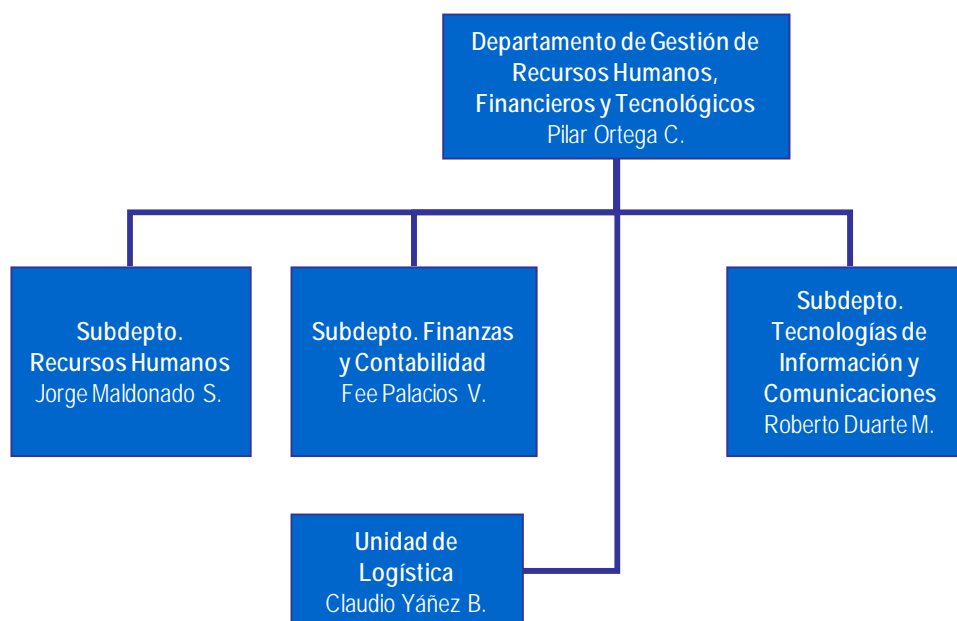 Departamento de Gestión de
Recursos Humanos,
Financieros y Tecnológicos
Pilar Ortega C.
Subdepto.
Recursos Humanos
Jorge Maldonado S.
Subdepto. Finanzas
y Contabilidad
Fee Palacios V.
Subdepto.
Tecnologías de
Información y
Comunicaciones
Roberto Duarte M.
Unidad de
Logística
Claudio Yáñez B.